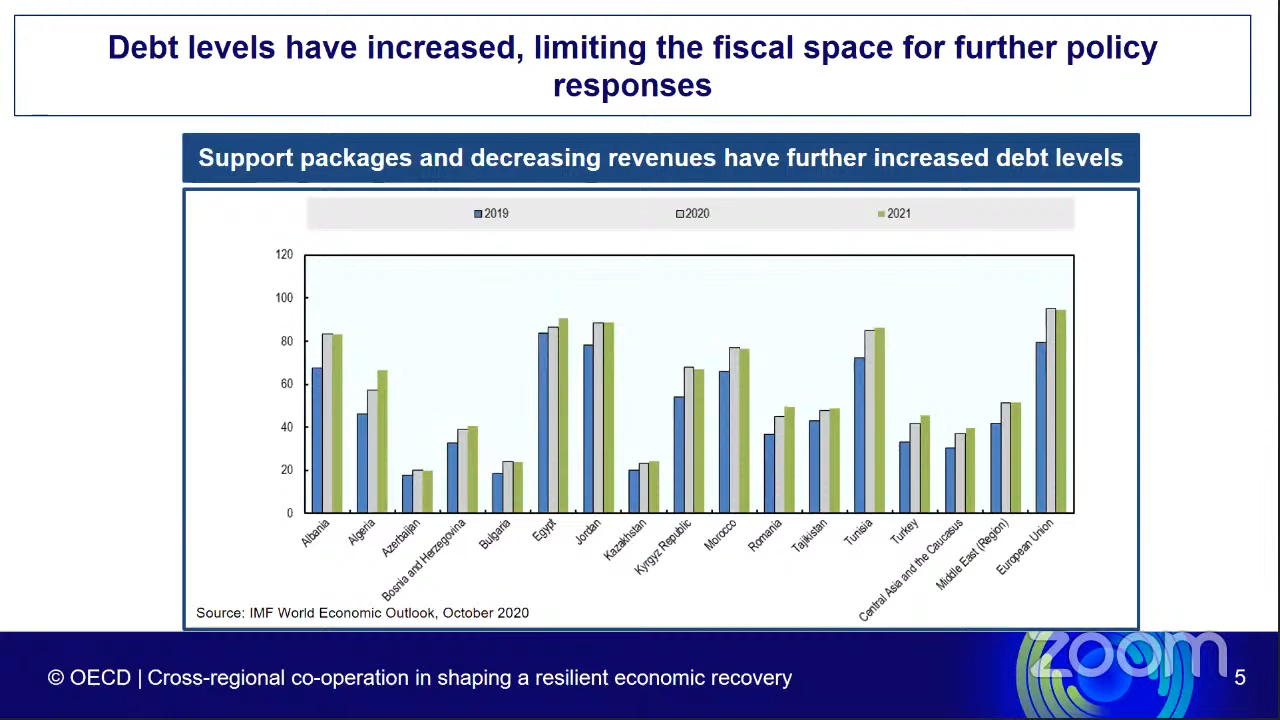 Debt levels have increased, limiting the fiscal space for further policy
responses
Support packages and decreasing revenues have further increased debt levels
2019 2020 2021
120
100
80
60
40
20
0
Albania
Algeria
Azerbaijan
Bosnia and Herzegovina
Bulgaria
Egypt
Jordan
Kazakhstan
Kyrgyz Republic
Morocco
Romania
Tajikistan
Tunisia
Turkey
Central Asia and the Caucasus
Middle East (Region)
European Union
Source: IMF World Economic Outlook, October 2020
© OECD | Cross-regional co-operation in shaping a resilient economic recovery
zoom
5